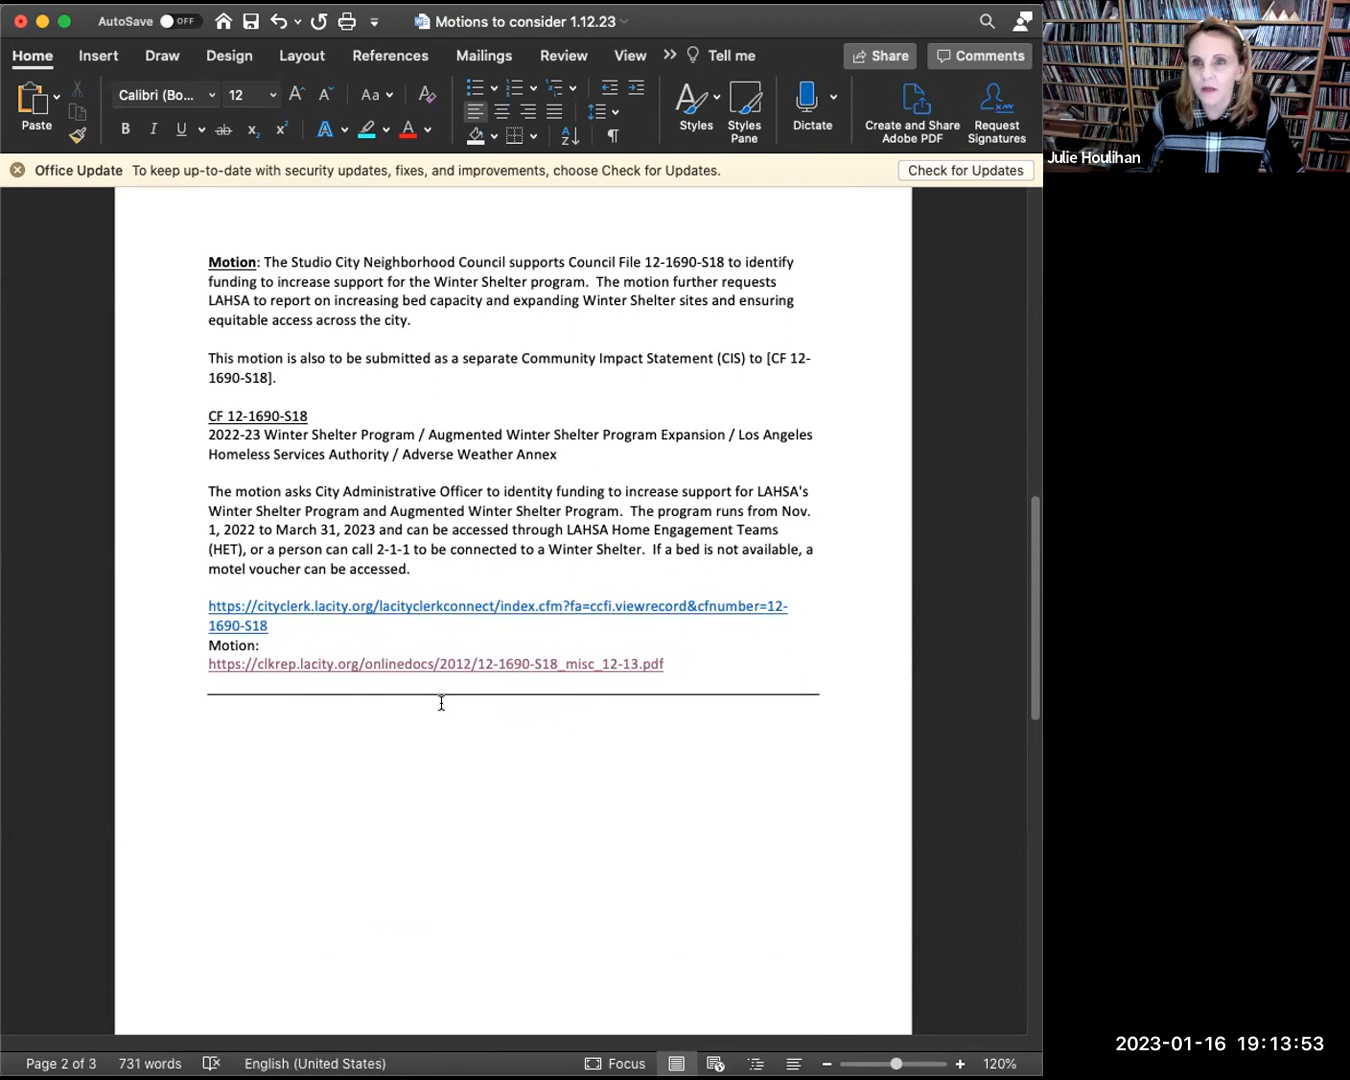 AutoSave OFF Motions to consider 1.12.23
Home Insert Draw Design Layout References Mailings Review View Tell me Share Comments
Paste Calibri (Bo... 12 Aa Styles Styles Pane Dictate Create and Share Adobe PDF Request Signatures
Office Update To keep up-to-date with security updates, fixes, and improvements, choose Check for Updates. Check for Updates
Julie Houlihan
Motion: The Studio City Neighborhood Council supports Council File 12-1690-S18 to identify
funding to increase support for the Winter Shelter program. The motion further requests
LAHSA to report on increasing bed capacity and expanding Winter Shelter sites and ensuring
equitable access across the city.
This motion is also to be submitted as a separate Community Impact Statement (CIS) to [CF 12-
1690-S18].
CF 12-1690-S18
2022-23 Winter Shelter Program / Augmented Winter Shelter Program Expansion / Los Angeles
Homeless Services Authority / Adverse Weather Annex
The motion asks City Administrative Officer to identity funding to increase support for LAHSA's
Winter Shelter Program and Augmented Winter Shelter Program. The program runs from Nov.
1, 2022 to March 31, 2023 and can be accessed through LAHSA Home Engagement Teams
(HET), or a person can call 2-1-1 to be connected to a Winter Shelter. If a bed is not available, a
motel voucher can be accessed.
https://cityclerk.lacity.org/lacityclerkconnect/index.cfm?fa=ccfi.viewrecord&cfnumber=12-
1690-S18
Motion:
https://clkrep.lacity.org/onlinedocs/2012/12-1690-S18_misc_12-13.pdf
2023-01-16 19:13:53
Page 2 of 3 731 words English (United States) Focus 120%